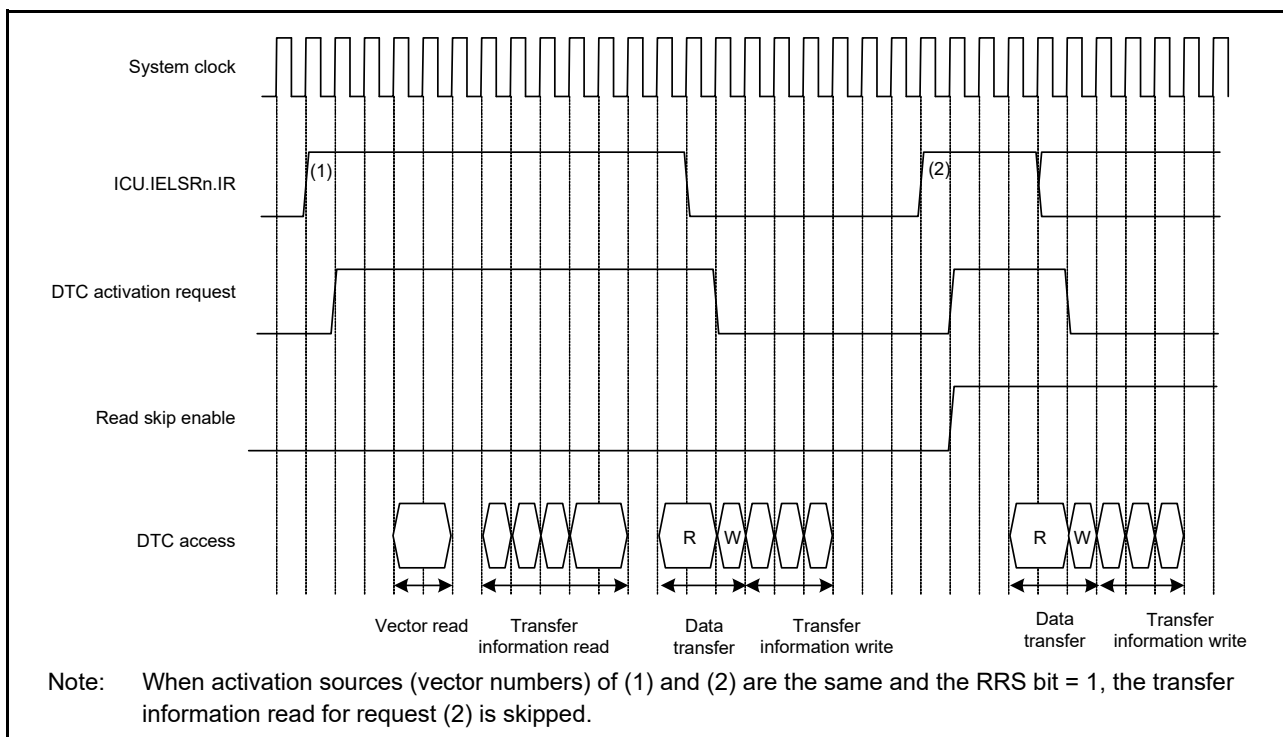 System clock
ICU.IELSRn.IR
(1)
(2)
DTC activation request
Read skip enable
DTC access
R
W
R
W
Vector read
Transfer
information read
Data
transfer
Transfer
information write
Data
transfer
Transfer
information write
Note: When activation sources (vector numbers) of (1) and (2) are the same and the RRS bit = 1, the transfer
information read for request (2) is skipped.